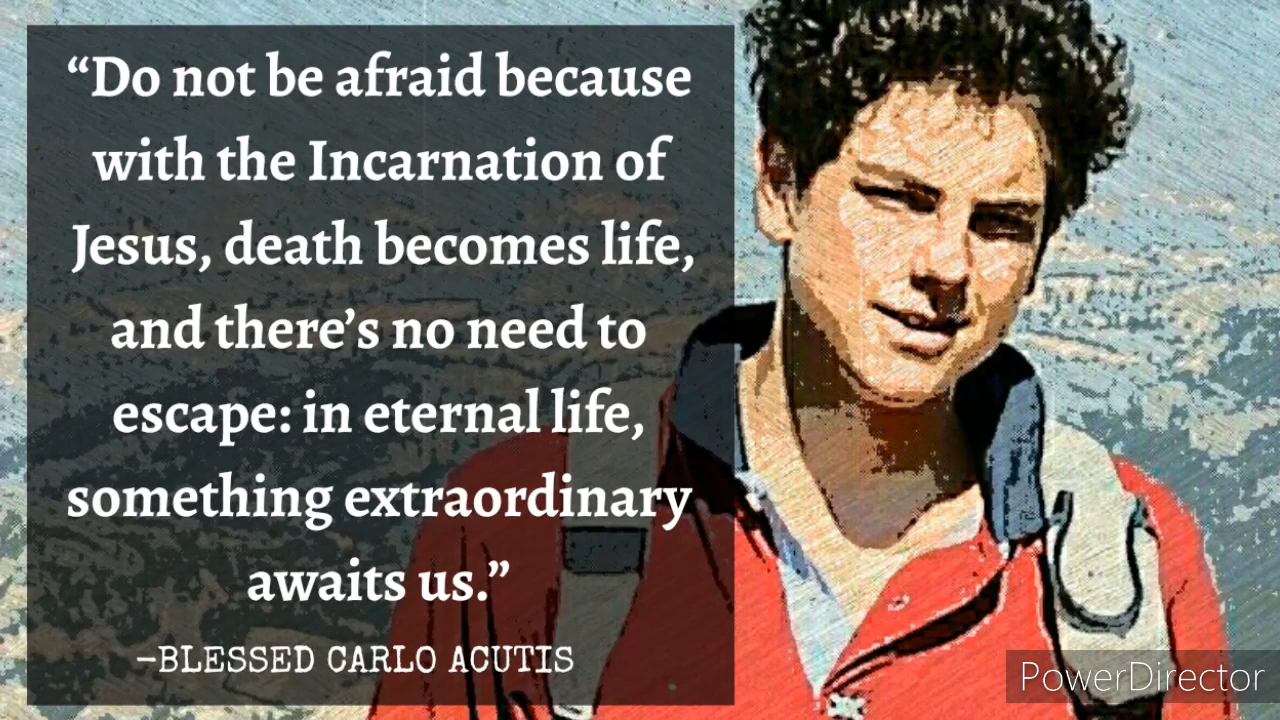 “Do not be afraid because
with the Incarnation of
Jesus, death becomes life,
and there’s no need to
escape: in eternal life,
something extraordinary
awaits us.”
–BLESSED CARLO ACUTIS
PowerDirector